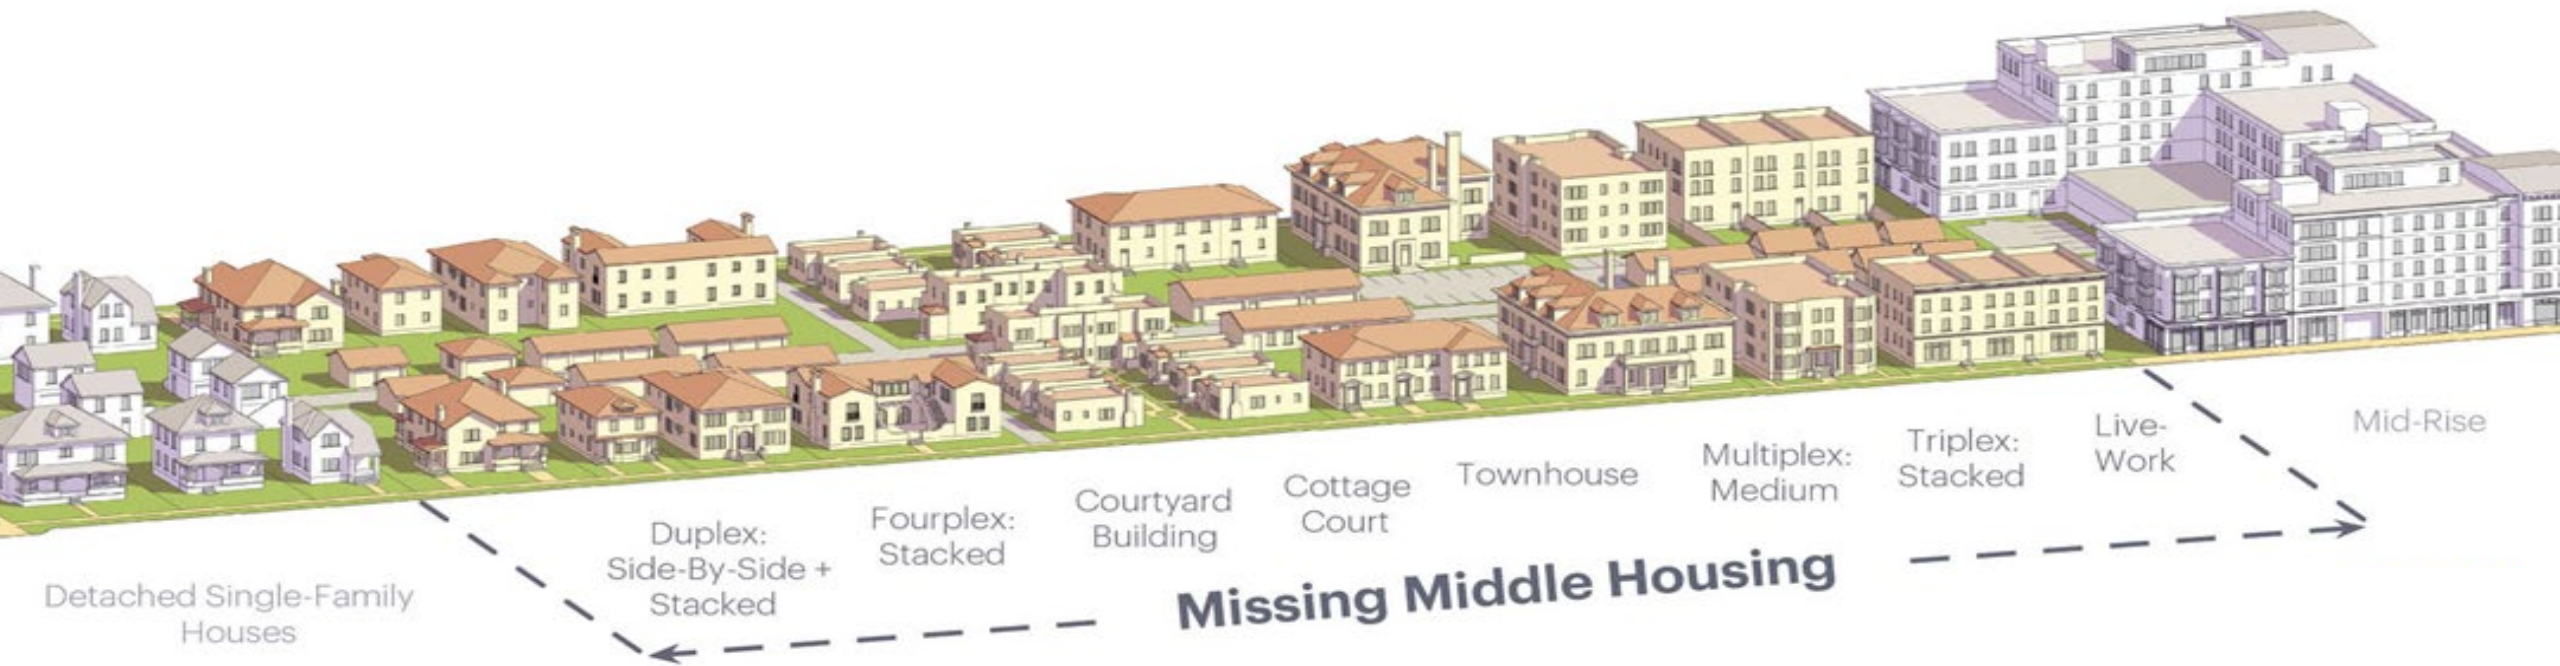 Detached Single-Family
Houses
Duplex:
Side-By-Side +
Stacked
Fourplex:
Stacked
Courtyard
Building
Cottage
Court
Townhouse
Multiplex:
Medium
Triplex:
Stacked
Live-
Work
Mid-Rise
Missing Middle Housing